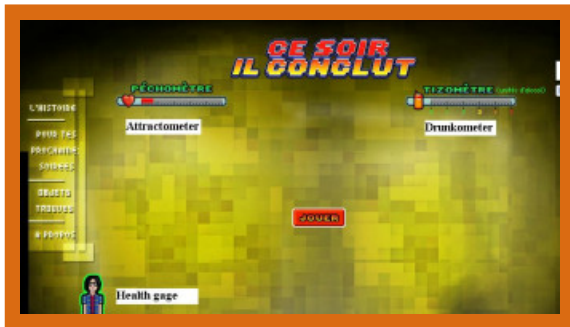 CE SOIR
IL CONCLUT
PÉCHOMÈTRE
TIZOMÈTRE
Attractometer
Drunkometer
L'HISTOIRE
POUR TES
PROCHAINES
SOIRÉES
OBJETS
TROUVÉS
À PROPOS
JOUER
Health gage